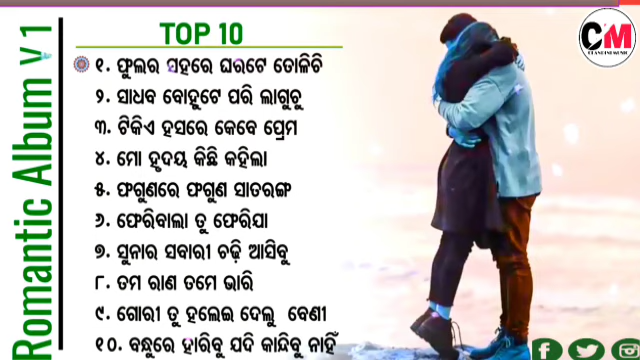 Romantic Album V 1
TOP 10
୧. ଫୁଲର ସହରେ ଘରଟେ ତୋଳିଚି
୨. ସାଧବ ବୋହୂଟେ ପରି ଲାଗୁଚୁ
୩. ଟିକିଏ ହସରେ କେବେ ପ୍ରେମ
୪. ମୋ ହୃଦୟ କିଛି କହିଲା
୫. ଫଗୁଣରେ ଫଗୁଣ ସାତରଙ୍ଗ
୬. ଫେରିବାଲା ତୁ ଫେରିଯା
୭. ସୁନାର ସବାରୀ ଚଢ଼ି ଆସିବୁ
୮. ତମ ରାଣ ତମେ ଭାରି
୯. ଗୋରୀ ତୁ ହଲେଇ ଦେଲୁ ବେଣୀ
୧୦. ବନ୍ଧୁରେ ହାରିବୁ ଯଦି କାନ୍ଦିବୁ ନାହିଁ
CM